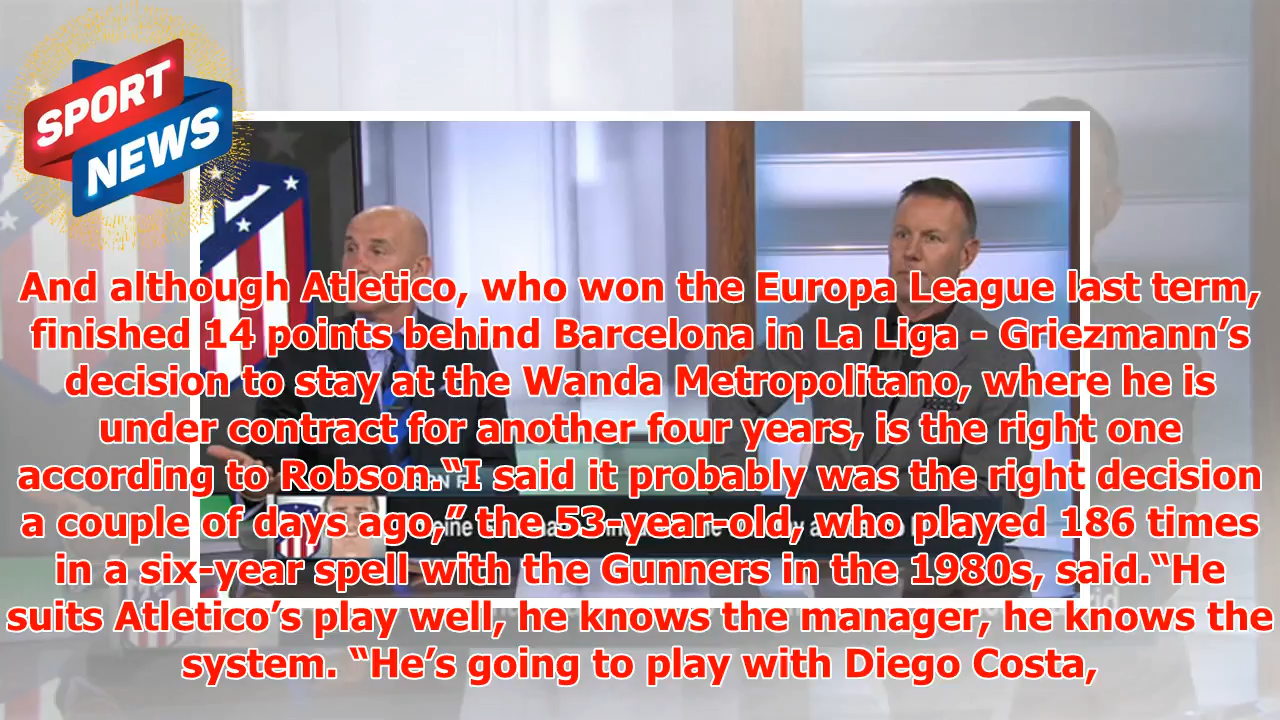 SPORT
NEWS
And although Atletico, who won the Europa League last term,
finished 14 points behind Barcelona in La Liga - Griezmann’s
decision to stay at the Wanda Metropolitano, where he is
under contract for another four years, is the right one
according to Robson.“I said it probably was the right decision
a couple of days ago,” the 53-year-old, who played 186 times
in a six-year spell with the Gunners in the 1980s, said.“He
suits Atletico’s play well, he knows the manager, he knows the
system. “He’s going to play with Diego Costa,